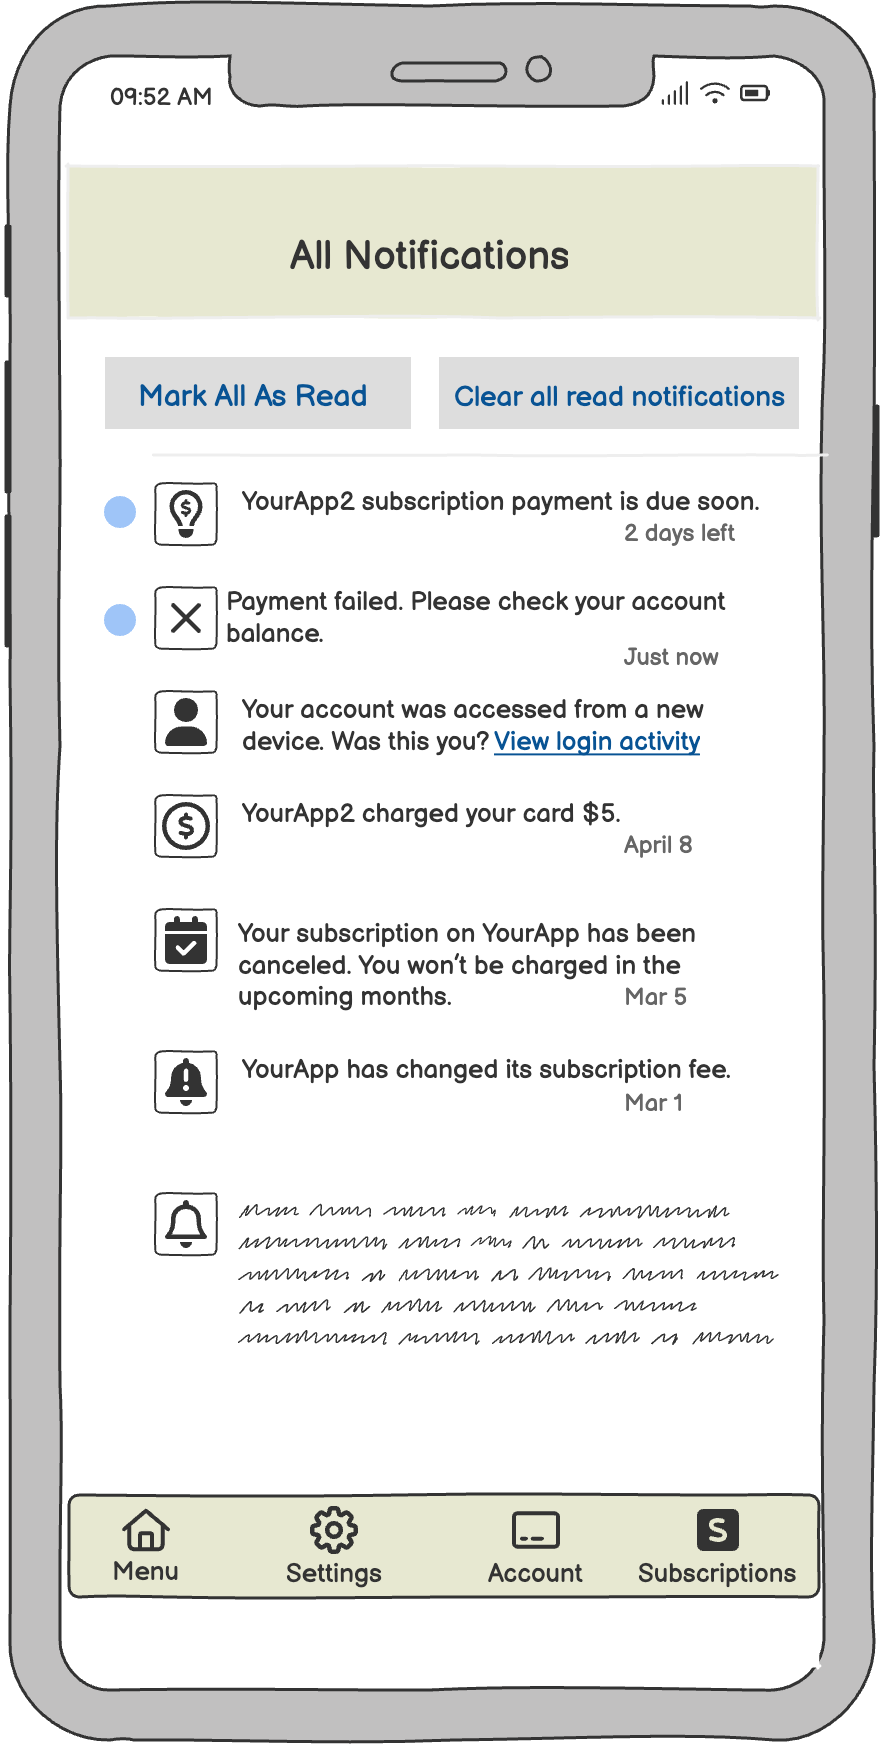 09:52 AM
All Notifications
Mark All As Read
Clear all read notifications
YourApp2 subscription payment is due soon.
2 days left
Payment failed. Please check your account
balance.
Just now
Your account was accessed from a new
device. Was this you? View login activity
YourApp2 charged your card $5.
April 8
Your subscription on YourApp has been
canceled. You won't be charged in the
upcoming months.
Mar 5
YourApp has changed its subscription fee.
Mar 1
Menu
Settings
Account
Subscriptions